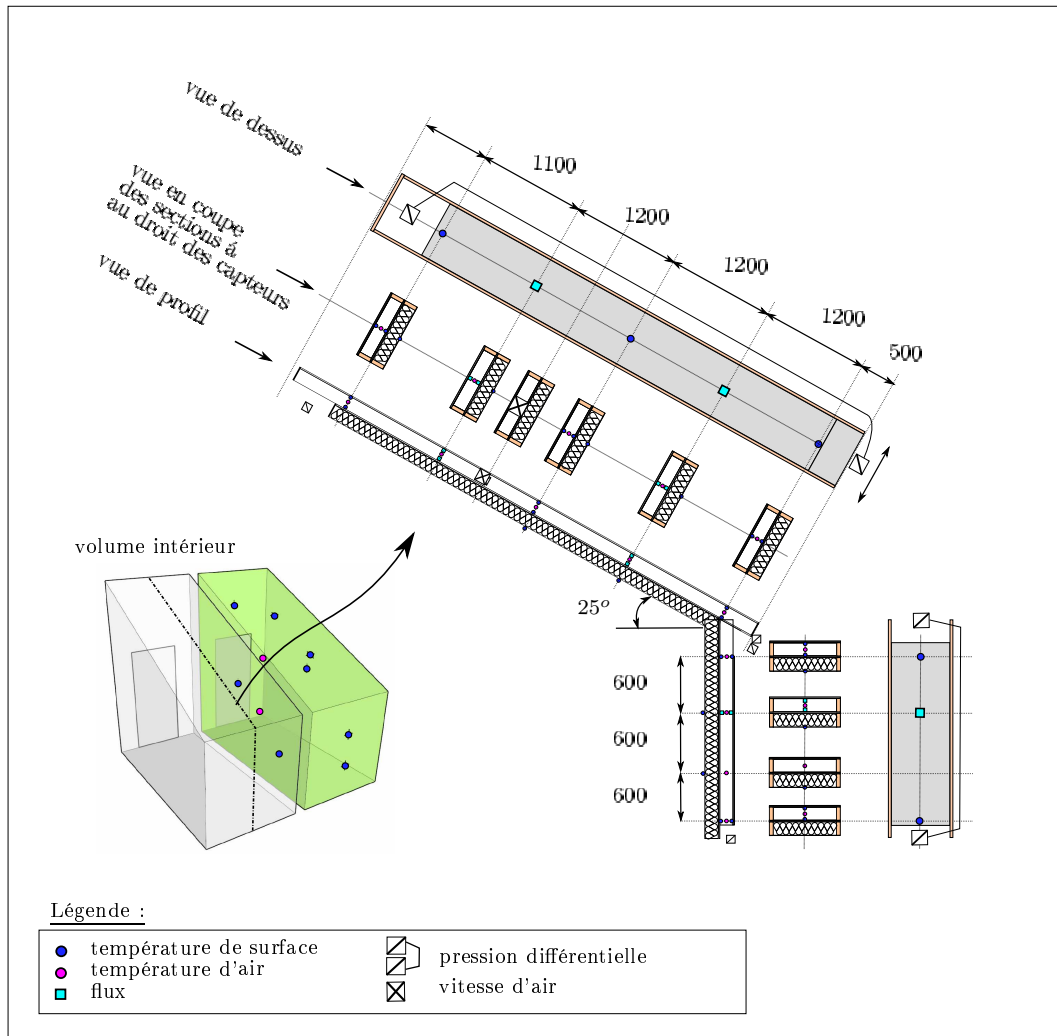 vue de dessus
vue en coupe
des sections á
au droit des capteurs
vue de profil
1100
1200
1200
1200
500
volume intérieur
25°
600
600
600
Légende :
température de surface
température d'air
flux
pression différentielle
vitesse d'air